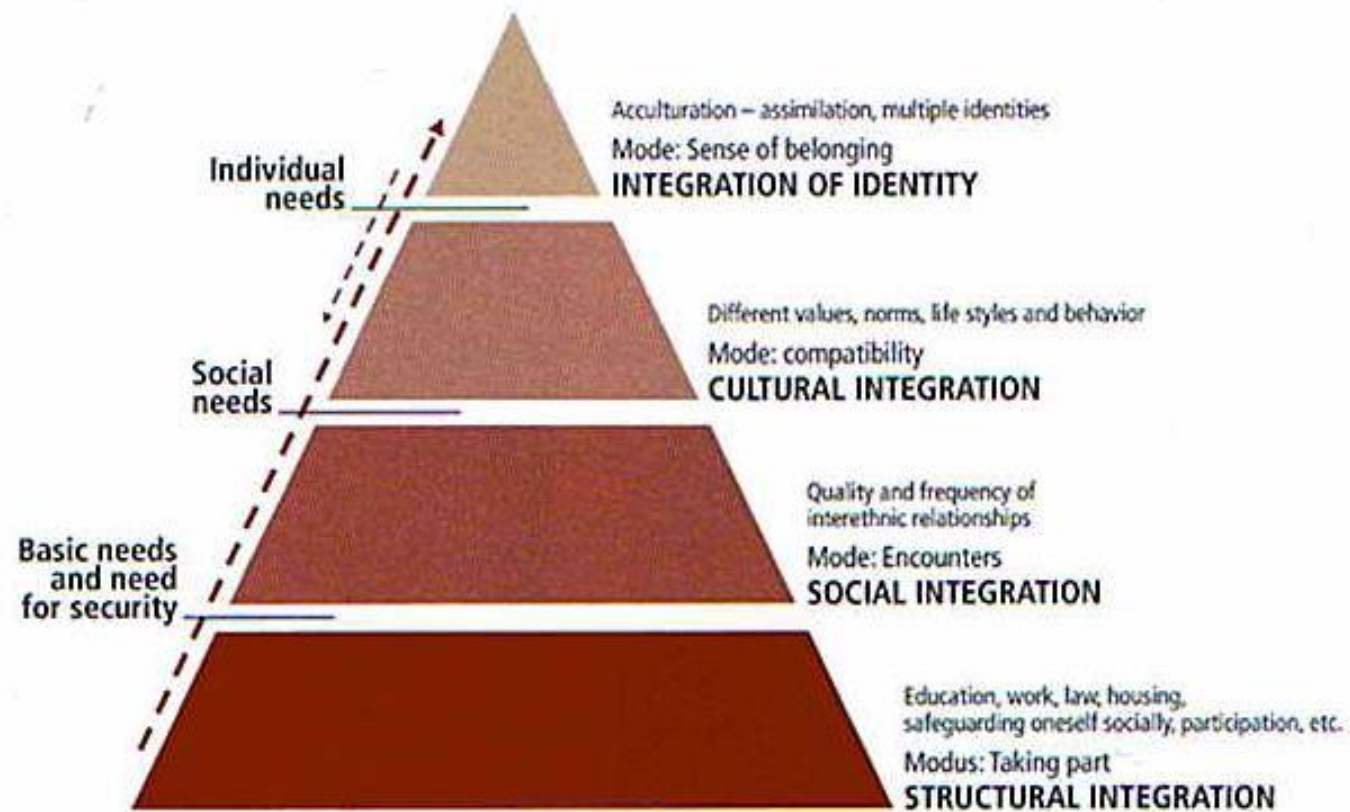 Acculturation – assimilation, multiple identities
Mode: Sense of belonging
INTEGRATION OF IDENTITY
Individual
needs
Different values, norms, life styles and behavior
Mode: compatibility
CULTURAL INTEGRATION
Social
needs
Quality and frequency of
interethnic relationships
Mode: Encounters
SOCIAL INTEGRATION
Basic needs
and need
for security
Education, work, law, housing,
safeguarding oneself socially, participation, etc.
Modus: Taking part
STRUCTURAL INTEGRATION